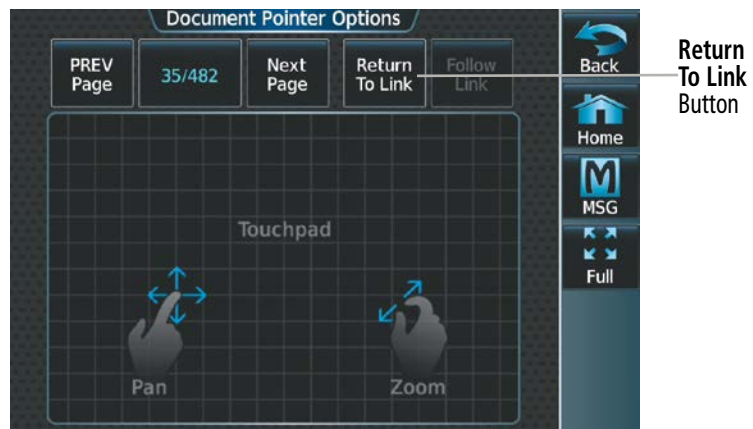 Document Pointer Options
PREV
Page
35/482
Next
Page
Return
To Link
Follow
Link
Back
Return
To Link
Button
Home
MSG
Full
Touchpad
Pan
Zoom